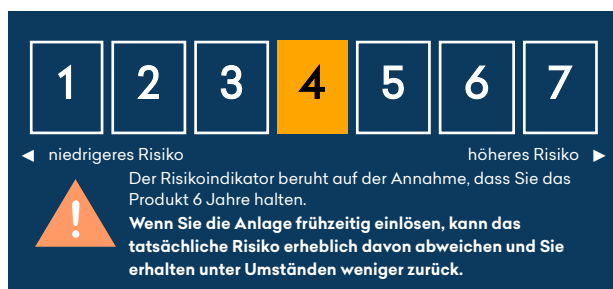 1 2 3 4 5 6 7
◄ niedrigeres Risiko höheres Risiko ►
Der Risikoindikator beruht auf der Annahme, dass Sie das
Produkt 6 Jahre halten.
Wenn Sie die Anlage frühzeitig einlösen, kann das
tatsächliche Risiko erheblich davon abweichen und Sie
erhalten unter Umständen weniger zurück.